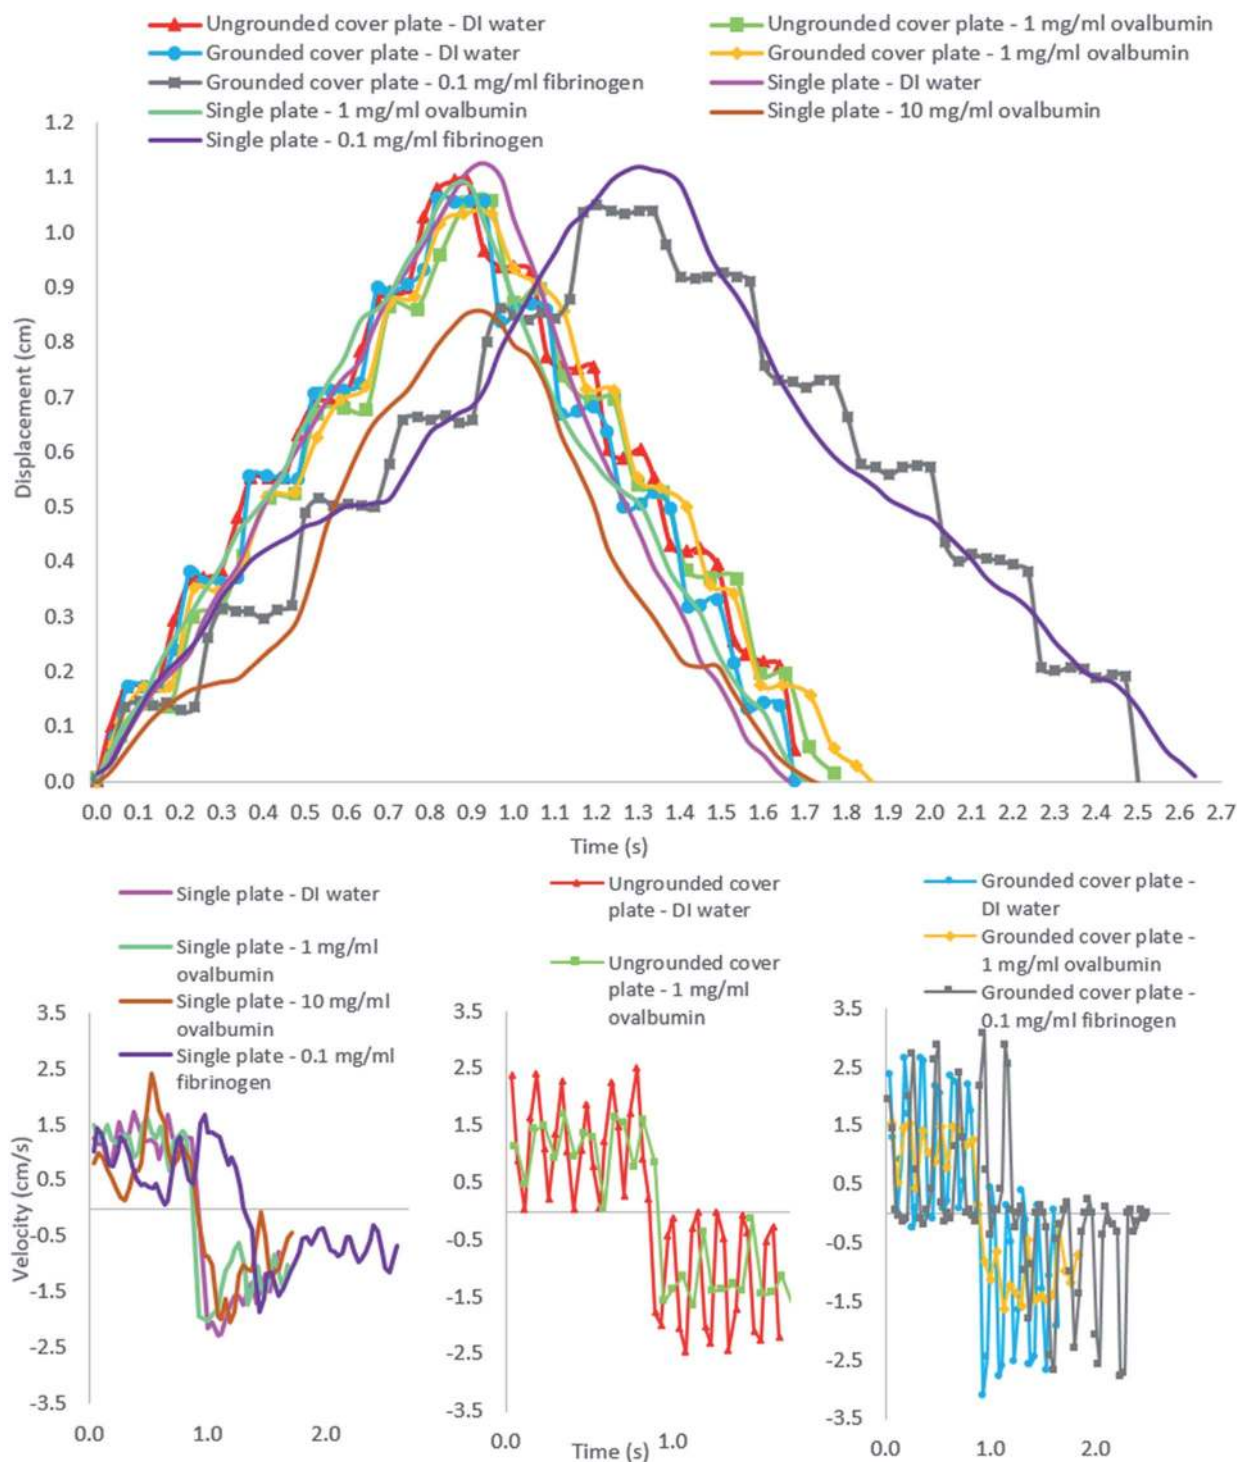 Ungrounded cover plate - DI water
Ungrounded cover plate - 1 mg/ml ovalbumin
Grounded cover plate - DI water
Grounded cover plate - 1 mg/ml ovalbumin
Grounded cover plate - 0.1 mg/ml fibrinogen
Single plate - DI water
Single plate - 1 mg/ml ovalbumin
Single plate - 10 mg/ml ovalbumin
Single plate - 0.1 mg/ml fibrinogen
Displacement (cm)
1.2
1.1
1.0
0.9
0.8
0.7
0.6
0.5
0.4
0.3
0.2
0.1
0.0
0.0 0.1 0.2 0.3 0.4 0.5 0.6 0.7 0.8 0.9 1.0 1.1 1.2 1.3 1.4 1.5 1.6 1.7 1.8 1.9 2.0 2.1 2.2 2.3 2.4 2.5 2.6 2.7
Time (s)
Single plate - DI water
Single plate - 1 mg/ml
ovalbumin
Single plate - 10 mg/ml
ovalbumin
Single plate - 0.1 mg/ml
fibrinogen
Velocity (cm/s)
3.5
2.5
1.5
0.5
-0.5
-1.5
-2.5
-3.5
0.0 1.0 2.0
Ungrounded cover
plate - DI water
Ungrounded cover
plate - 1 mg/ml
ovalbumin
3.5
2.5
1.5
0.5
-0.5
-1.5
-2.5
-3.5
0.0 1.0
Time (s)
Grounded cover plate -
DI water
Grounded cover plate -
1 mg/ml ovalbumin
Grounded cover plate -
0.1 mg/ml fibrinogen
3.5
2.5
1.5
0.5
-0.5
-1.5
-2.5
-3.5
0.0 1.0 2.0